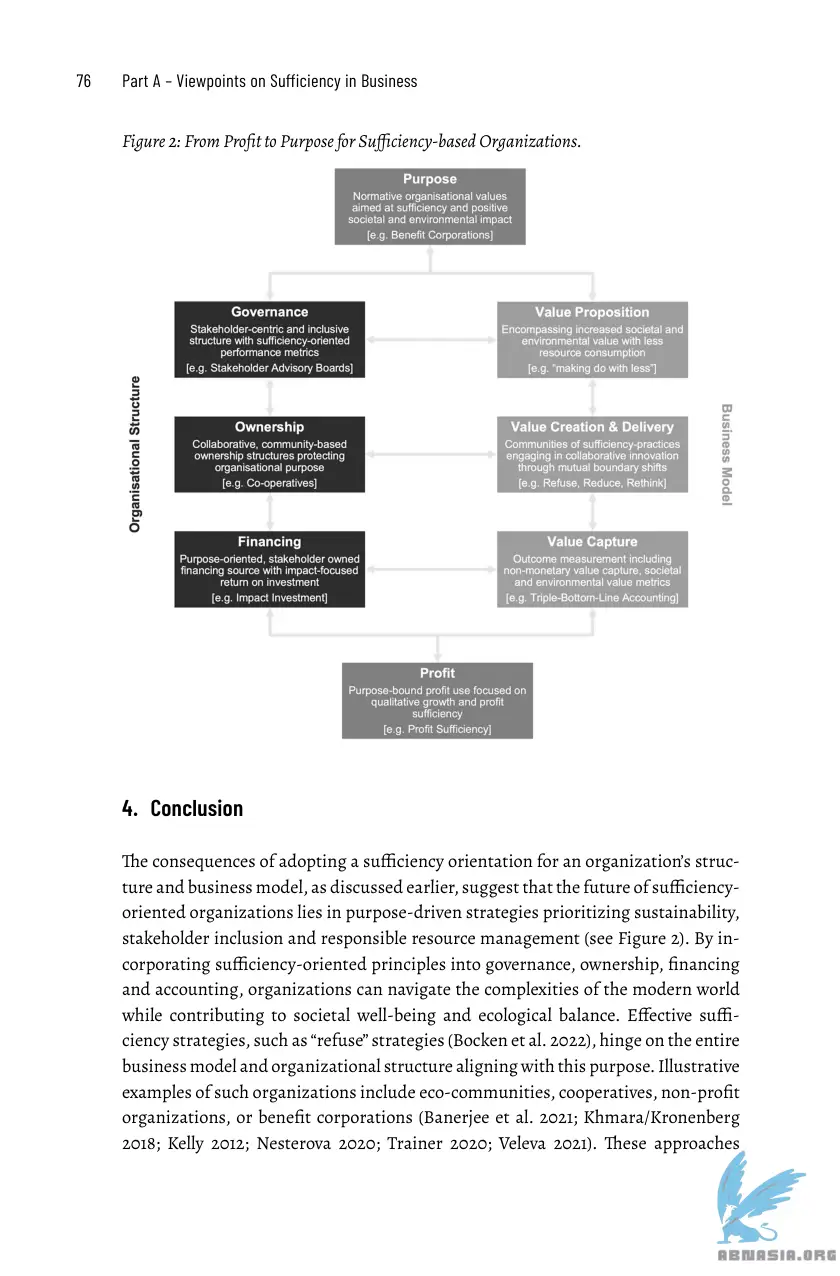 76 Part A – Viewpoints on Sufficiency in Business
Figure 2: From Profit to Purpose for Sufficiency-based Organizations.
Purpose
Normative organisational values
aimed at sufficiency and positive
societal and environmental impact
[e.g. Benefit Corporations]
Organisational Structure
Governance
Stakeholder-centric and inclusive
structure with sufficiency-oriented
performance metrics
[e.g. Stakeholder Advisory Boards]
Ownership
Collaborative, community-based
ownership structures protecting
organisational purpose
[e.g. Co-operatives]
Financing
Purpose-oriented, stakeholder owned
financing source with impact-focused
return on investment
[e.g. Impact Investment]
Value Proposition
Encompassing increased societal and
environmental value with less
resource consumption
[e.g. "making do with less"]
Value Creation & Delivery
Communities of sufficiency-practices
engaging in collaborative innovation
through mutual boundary shifts
[e.g. Refuse, Reduce, Rethink]
Value Capture
Outcome measurement including
non-monetary value capture, societal
and environmental value metrics
[e.g. Triple-Bottom-Line Accounting]
Business Model
Profit
Purpose-bound profit use focused on
qualitative growth and profit
sufficiency
[e.g. Profit Sufficiency]
4. Conclusion
The consequences of adopting a sufficiency orientation for an organization’s struc-
ture and business model, as discussed earlier, suggest that the future of sufficiency-
oriented organizations lies in purpose-driven strategies prioritizing sustainability,
stakeholder inclusion and responsible resource management (see Figure 2). By in-
corporating sufficiency-oriented principles into governance, ownership, financing
and accounting, organizations can navigate the complexities of the modern world
while contributing to societal well-being and ecological balance. Effective suffi-
ciency strategies, such as “refuse” strategies (Bocken et al. 2022), hinge on the entire
business model and organizational structure aligning with this purpose. Illustrative
examples of such organizations include eco-communities, cooperatives, non-profit
organizations, or benefit corporations (Banerjee et al. 2021; Khmara/Kronenberg
2018; Kelly 2012; Nesterova 2020; Trainer 2020; Veleva 2021). These approaches
ABNASIA.ORG